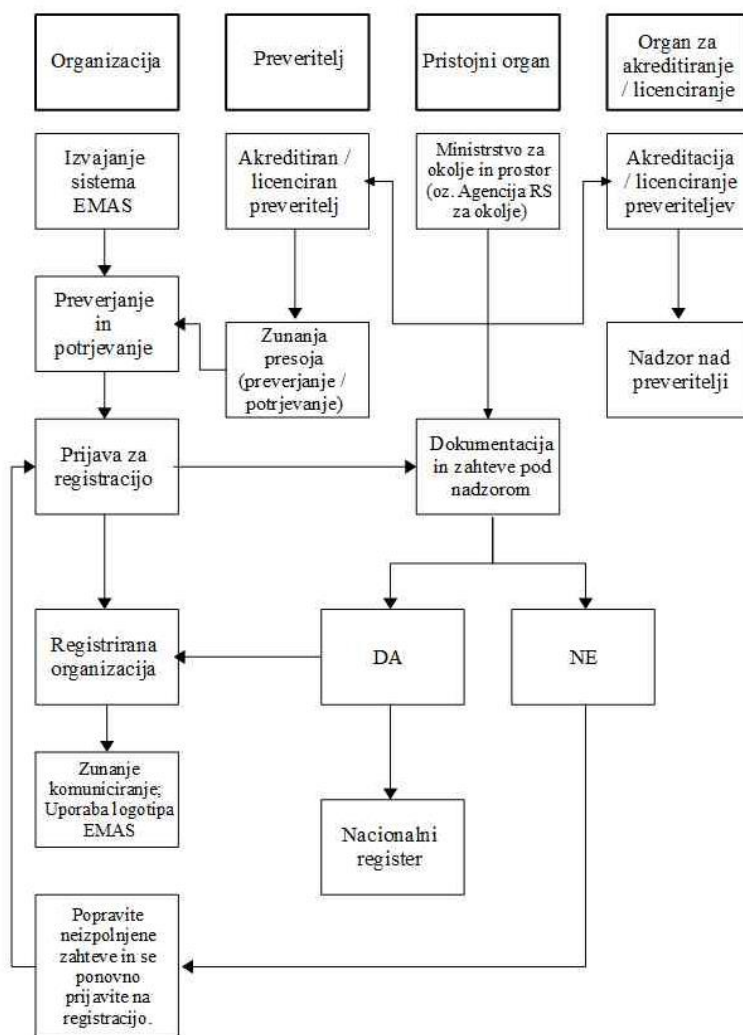 Organizacija
Preveritelj
Pristojni organ
Organ za
akreditiranje
/ licenciranje
Izvajanje
sistema
EMAS
Akreditiran /
licenciran
preveritelj
Ministrstvo za
okolje in prostor
(oz. Agencija RS
za okolje)
Akreditacija
/ licenciranje
preveriteljev
Preverjanje
in
potrjevanje
Zunanja
presoja
(preverjanje /
potrjevanje)
Nadzor nad
preveritelji
Prijava za
registracijo
Dokumentacija
in zahteve pod
nadzorom
Registrirana
organizacija
DA
NE
Zunanje
komuniciranje;
Uporaba logotipa
EMAS
Nacionalni
register
Popravite
neizpolnjene
zahteve in se
ponovno
prijavite na
registracijo.